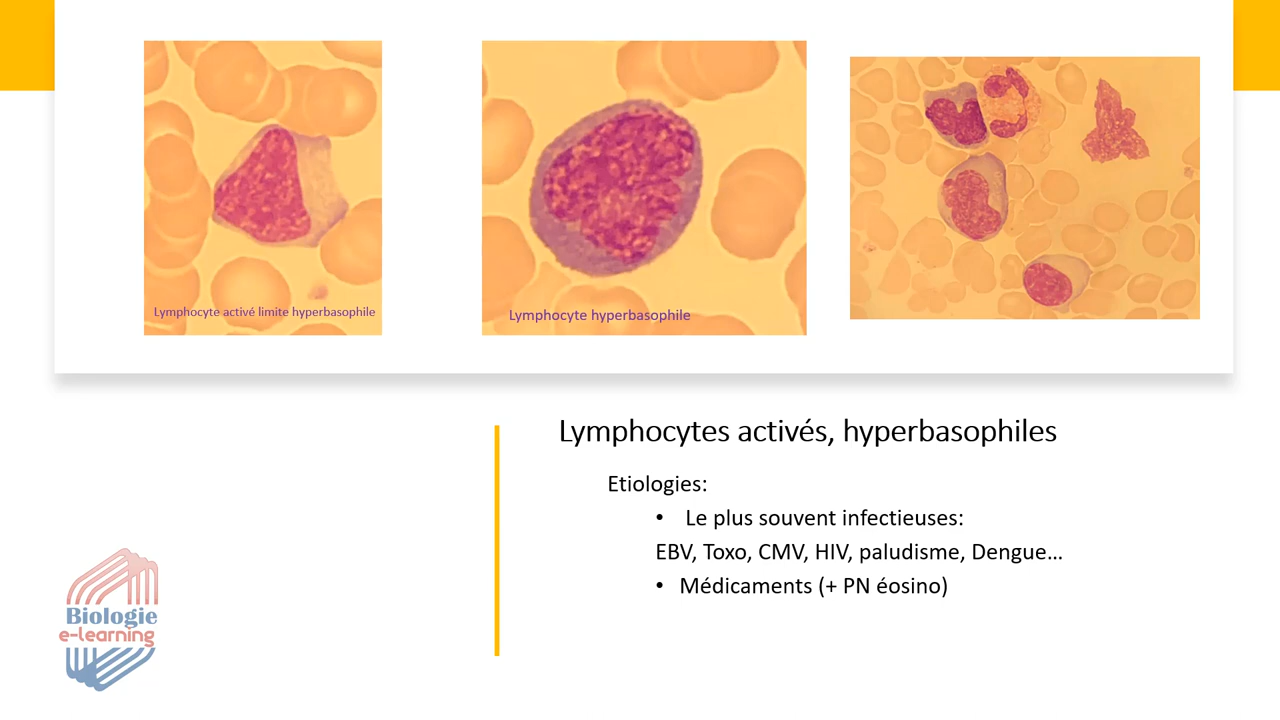 Lymphocyte activé limite hyperbasophile
Lymphocyte hyperbasophile
Lymphocytes activés, hyperbasophiles
Etiologies:
• Le plus souvent infectieuses:
EBV, Toxo, CMV, HIV, paludisme, Dengue…
• Médicaments (+ PN éosino)
Biologie
e-learning